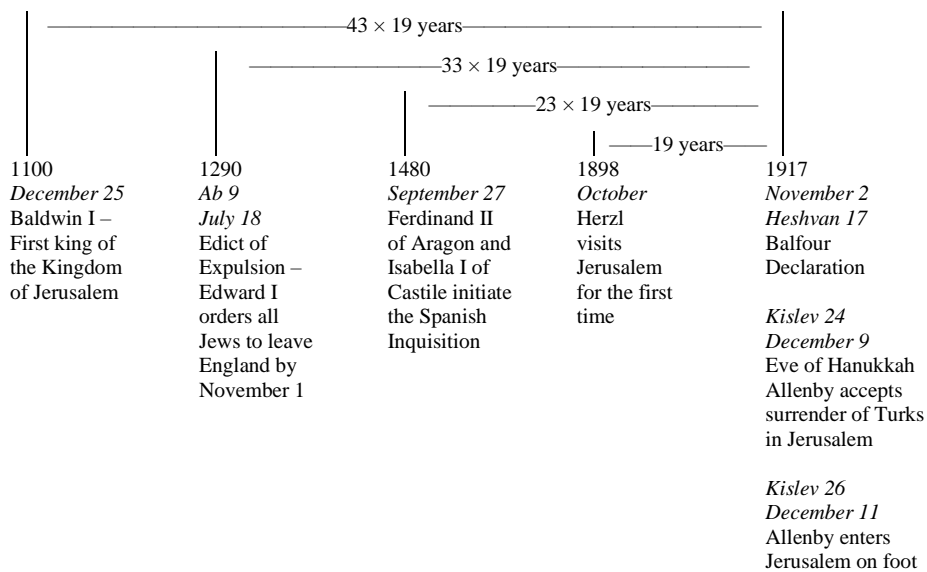 43 × 19 years
33 × 19 years
23 × 19 years
19 years
1100
December 25
Baldwin I –
First king of
the Kingdom
of Jerusalem
1290
Ab 9
July 18
Edict of
Expulsion –
Edward I
orders all
Jews to leave
England by
November 1
1480
September 27
Ferdinand II
of Aragon and
Isabella I of
Castile initiate
the Spanish
Inquisition
1898
October
Herzl
visits
Jerusalem
for the first
time
1917
November 2
Heshvan 17
Balfour
Declaration
Kislev 24
December 9
Eve of Hanukkah
Allenby accepts
surrender of Turks
in Jerusalem
Kislev 26
December 11
Allenby enters
Jerusalem on foot